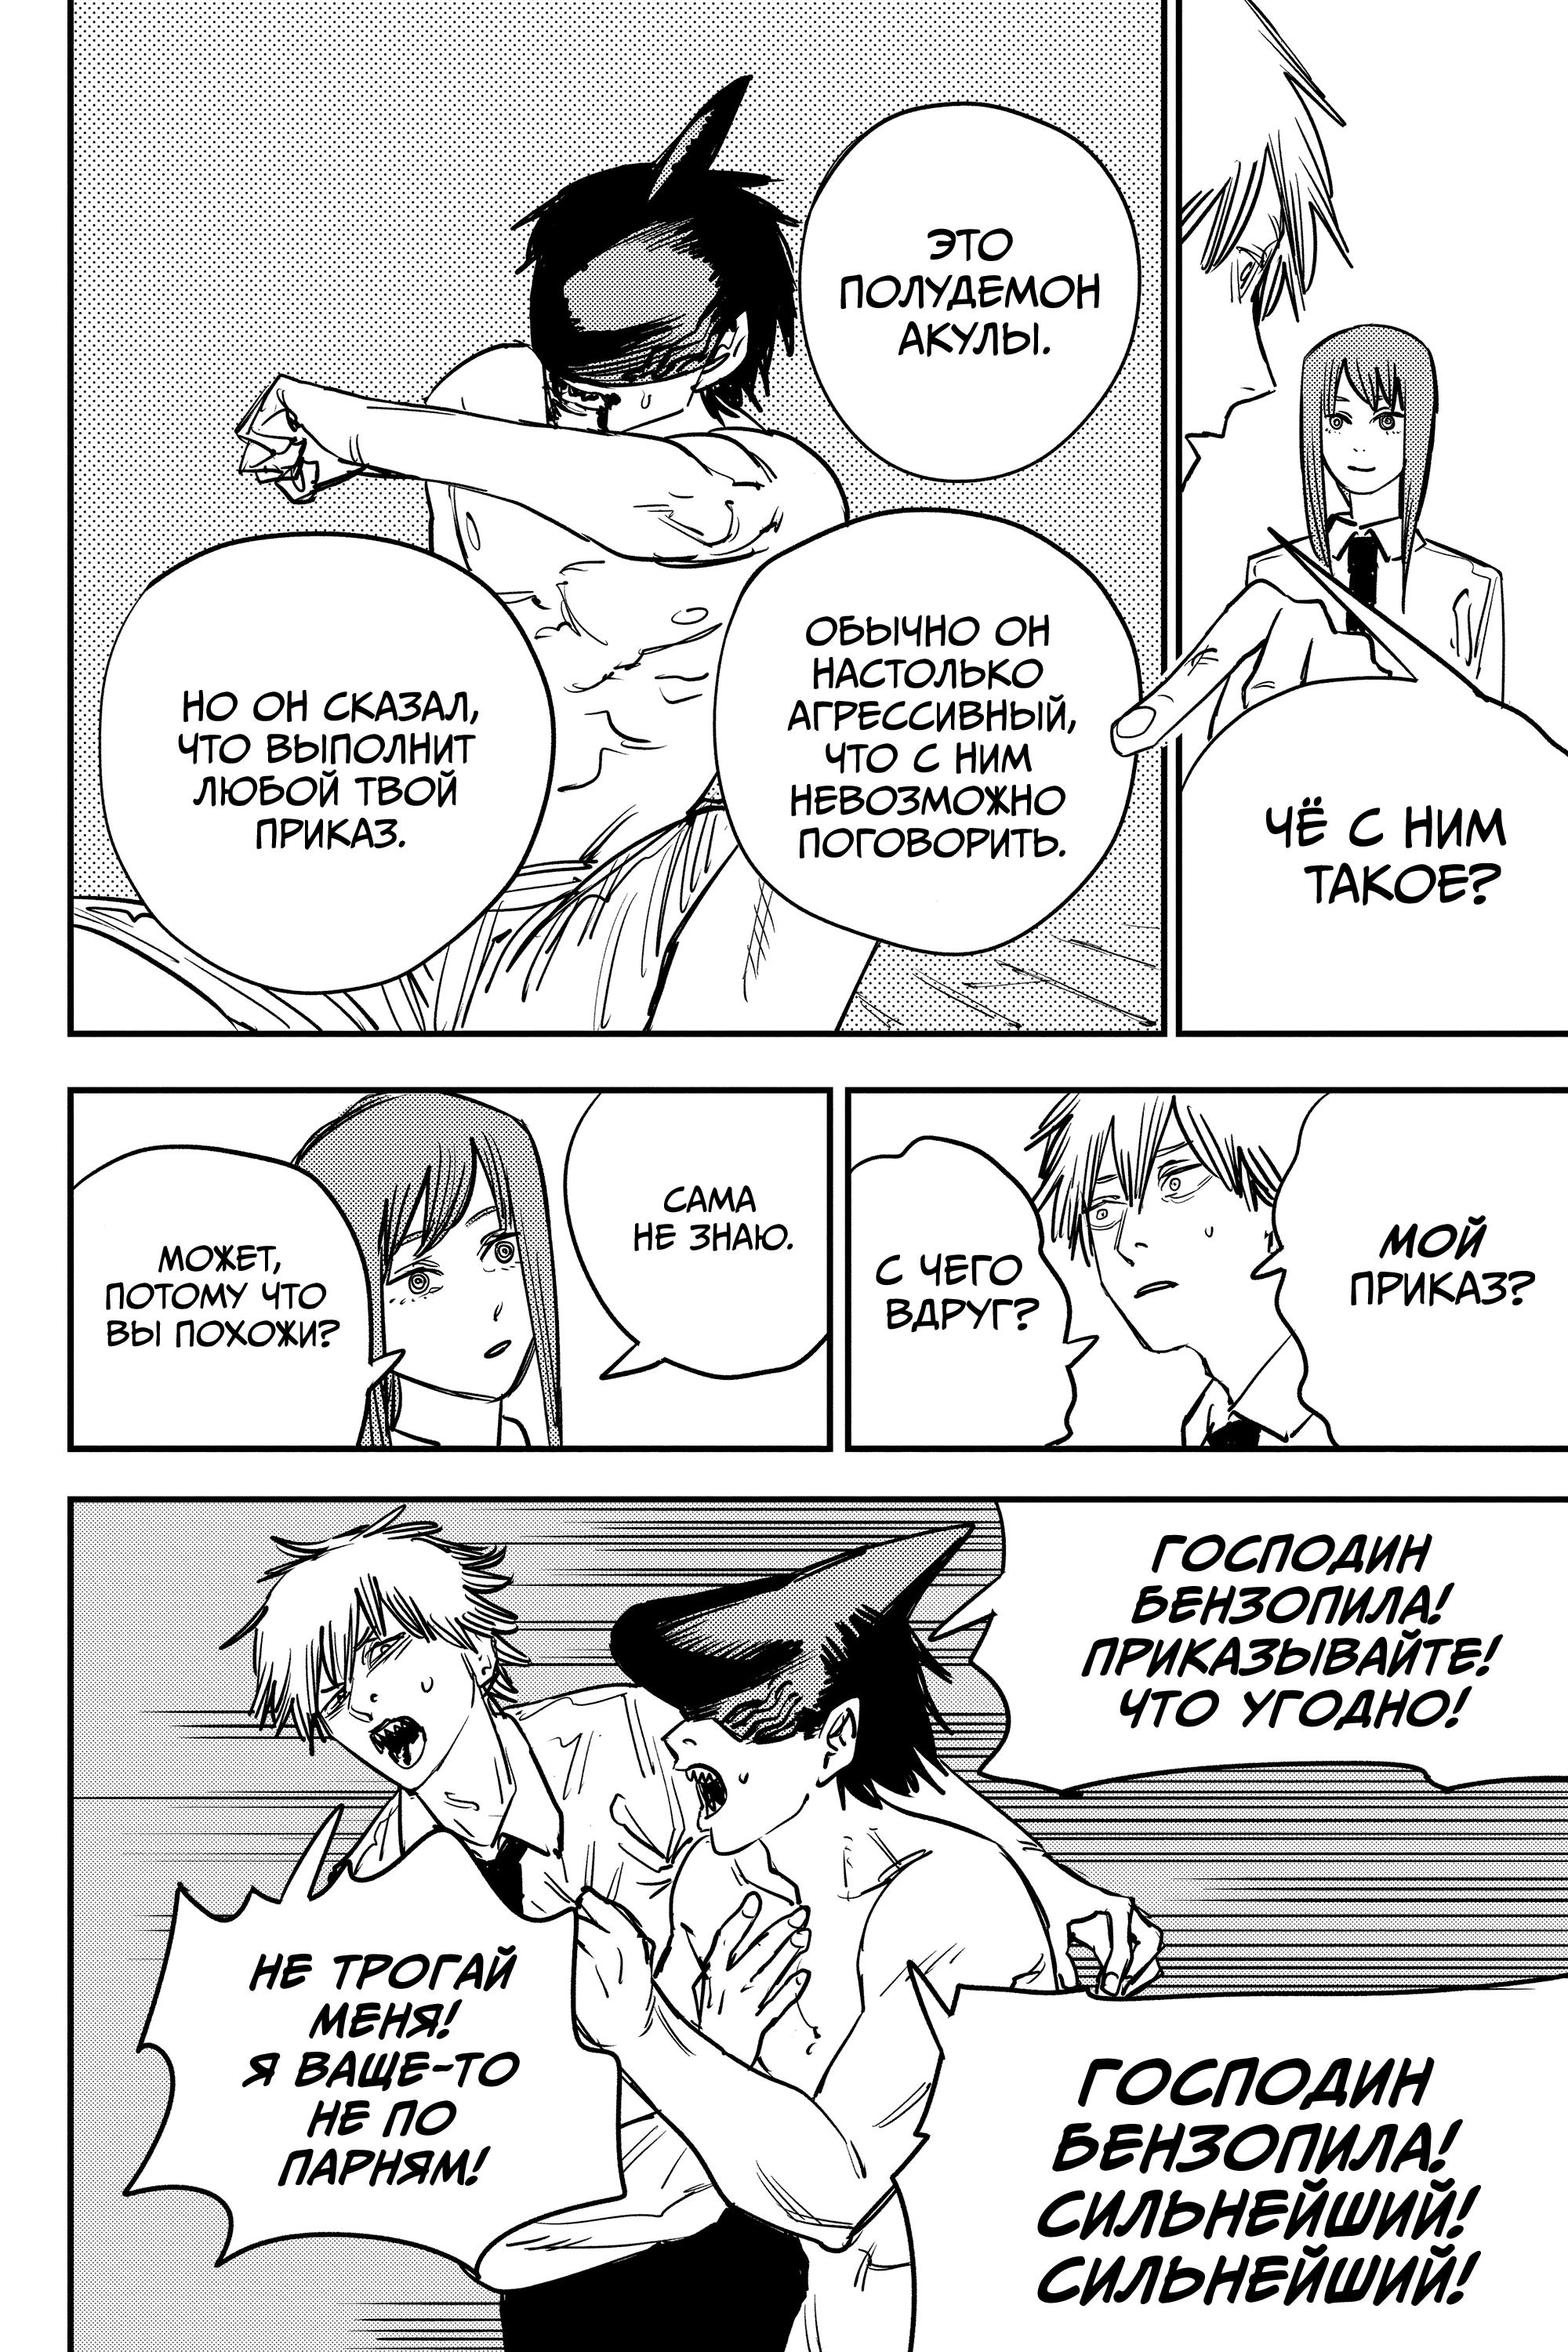 ЧЁ С НИМ
ТАКОЕ?
ЭТО
ПОЛУДЕМОН
АКУЛЫ.
ОБЫЧНО ОН
НАСТОЛЬКО
АГРЕССИВНЫЙ,
ЧТО С НИМ
НЕВОЗМОЖНО
ПОГОВОРИТЬ.
НО ОН СКАЗАЛ,
ЧТО ВЫПОЛНИТ
ЛЮБОЙ ТВОЙ
ПРИКАЗ.
МОЙ
ПРИКАЗ?
С ЧЕГО
ВДРУГ?
САМА
НЕ ЗНАЮ.
МОЖЕТ,
ПОТОМУ ЧТО
ВЫ ПОХОЖИ?
ГОСПОДИН
БЕНЗОПИЛА!
ПРИКАЗЫВАЙТЕ!
ЧТО УГОДНО!
ГОСПОДИН
БЕНЗОПИЛА!
СИЛЬНЕЙШИЙ!
СИЛЬНЕЙШИЙ!
НЕ ТРОГАЙ
МЕНЯ!
Я ВАЩЕ-ТО
НЕ ПО
ПАРНЯМ!